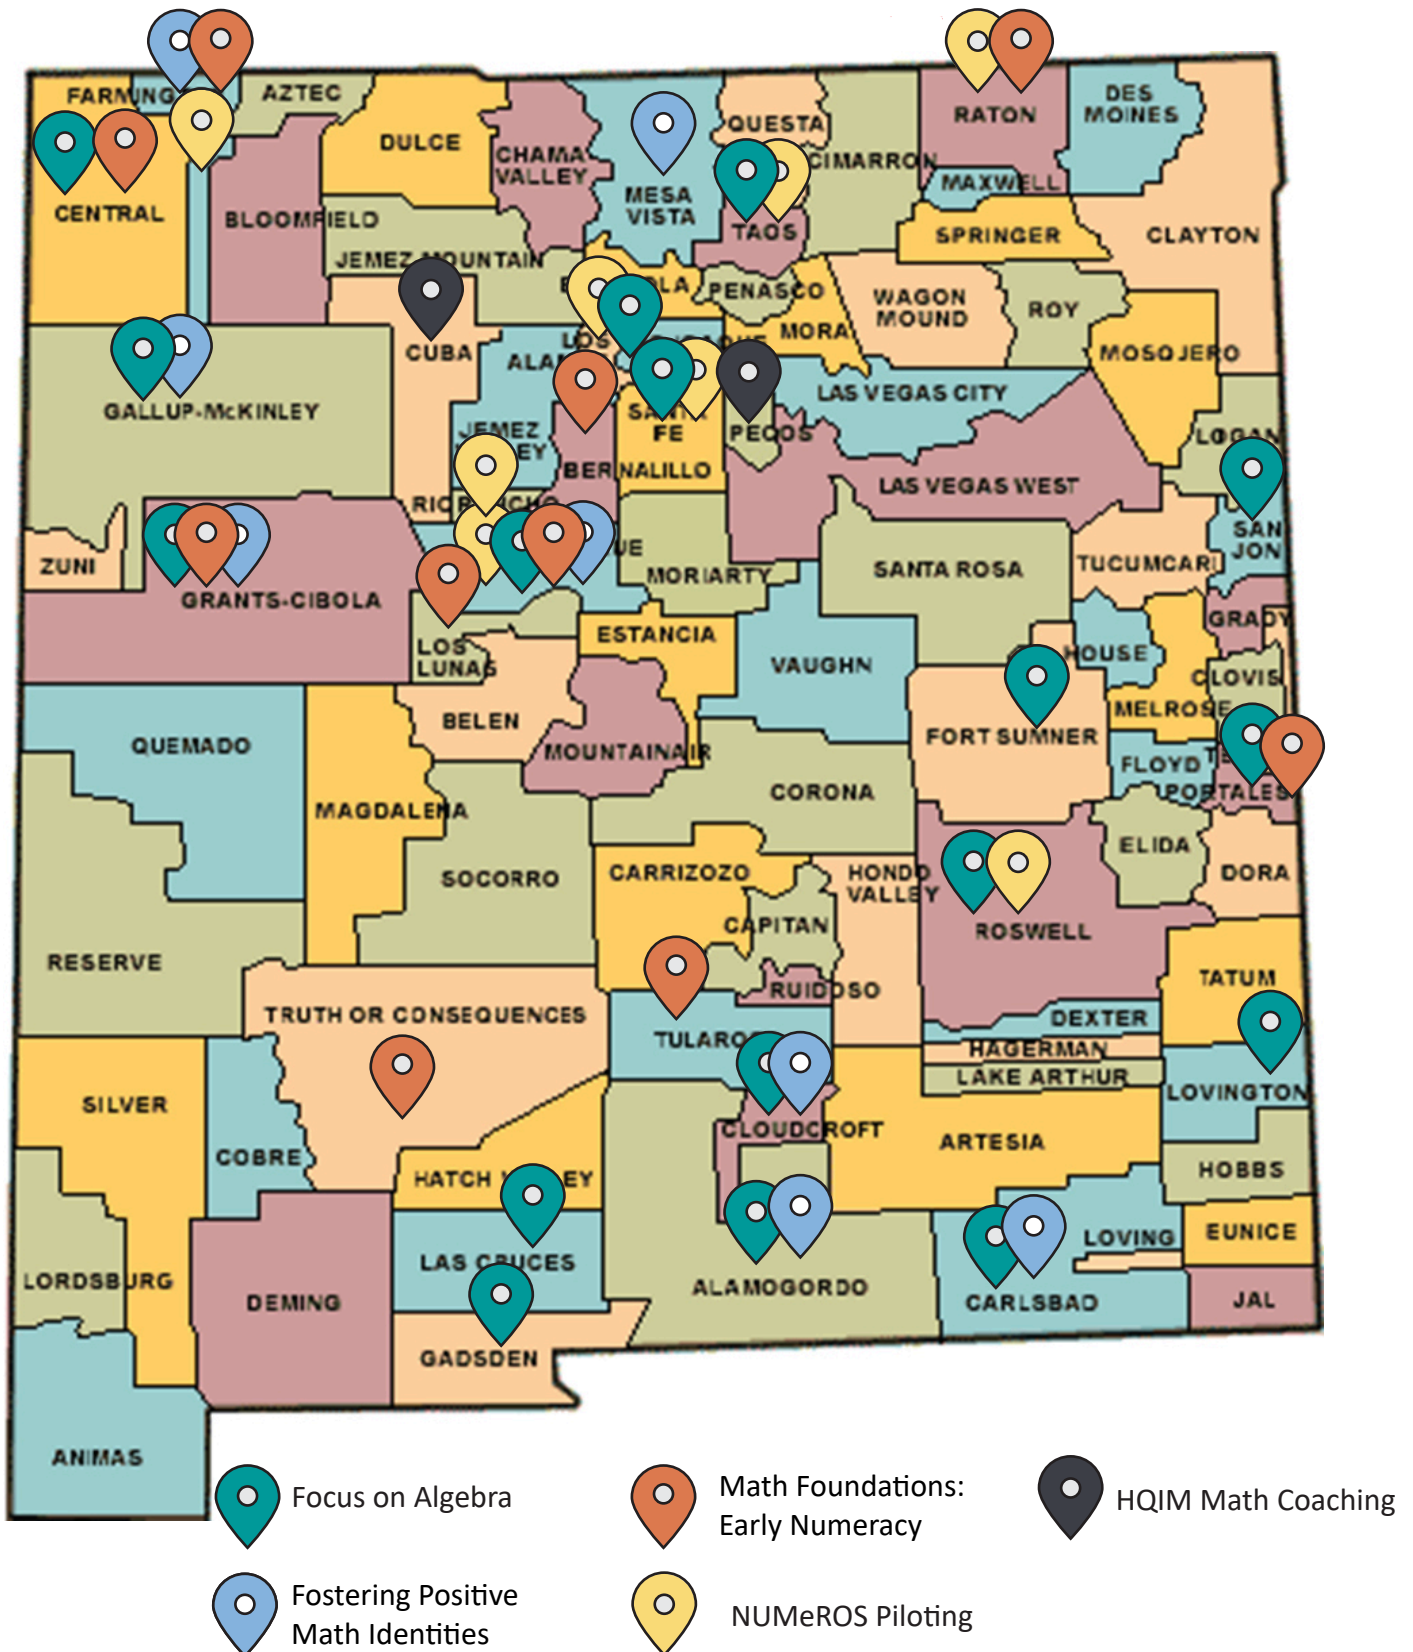 FARMING
AZTEC
DULCE
CHAMA
VALLEY
MESA
VISTA
QUESTA
CIMARRON
RATON
DES
MOINES
MAXWELL
CENTRAL
BLOOMFIELD
TAOS
SPRINGER
CLAYTON
JEMEZ MOUNTAIN
PENASCO
MORA
WAGON
MOUND
ROY
CUBA
LOS
MOSQJERO
GALLUP-McKINLEY
LAS VEGAS CITY
JEMEZ
SANTA
FE
PECOS
LOGAN
BERNALILLO
LAS VEGAS WEST
SAN
JON
ZUNI
MORIARTY
SANTA ROSA
TUCUMCARI
GRANTS-CIBOLA
GRADY
LOS
LUNAS
ESTANCIA
VAUGHN
HOUSE
CLOVIS
BELEN
MELROSE
QUEMADO
MOUNTAINAIR
FORT SUMNER
FLOYD
PORTALES
MAGDALENA
CORONA
ELIDA
SOCORRO
CARRIZOZO
HONDO
VALLEY
DORA
CAPITAN
ROSWELL
RESERVE
TATUM
RUIDOSO
TRUTH OR CONSEQUENCES
DEXTER
TULAROS
HAGERMAN
LAKE ARTHUR
LOVINGTON
SILVER
CLOUDCROFT
ARTESIA
COBRE
HATCH
EY
HOBBS
LAS CRUCES
LOVING
EUNICE
LORDSBURG
DEMING
ALAMOGORDO
CARLSBAD
JAL
GADSDEN
ANIMAS
Focus on Algebra
Math Foundations:
Early Numeracy
HQIM Math Coaching
Fostering Positive
Math Identities
NUMeROS Piloting